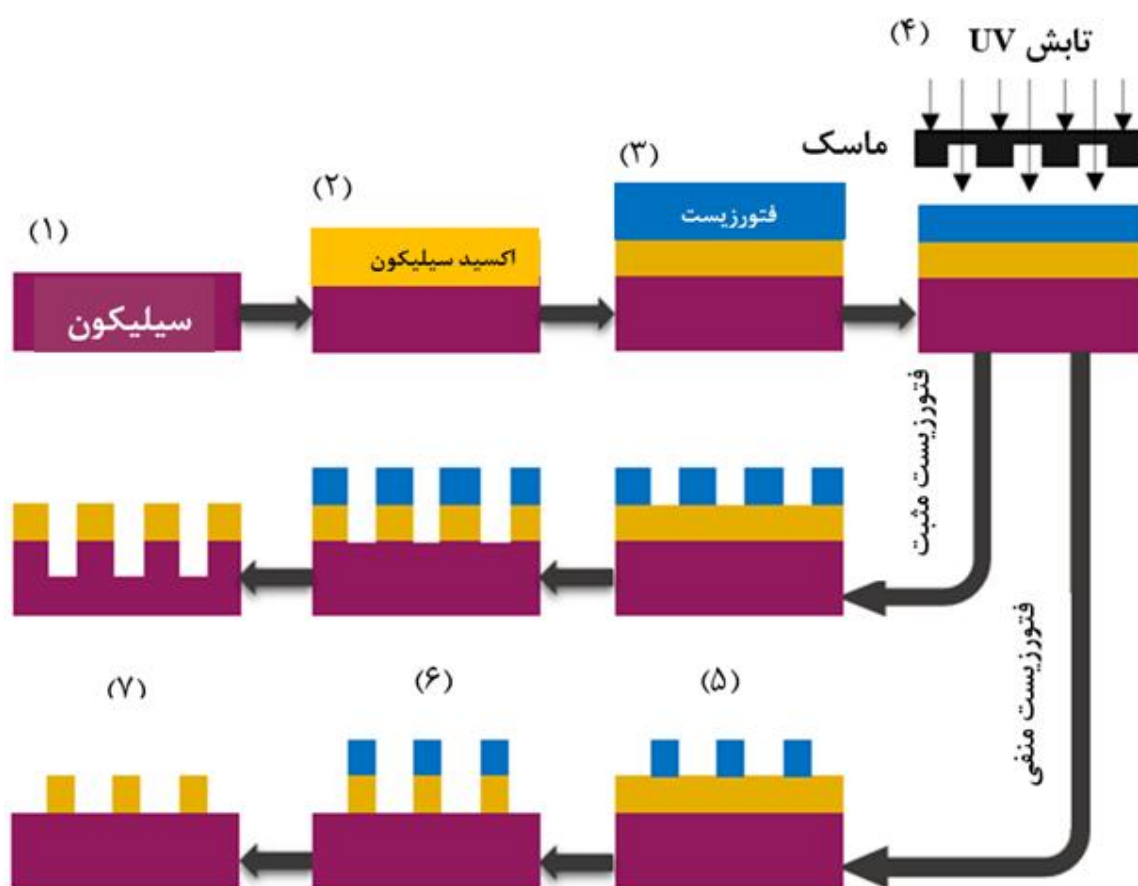 (۴) تابش UV
ماسک
(۳)
فتورزیست
(۲)
اکسید سیلیکون
(۱)
سیلیکون
فتورزیست مثبت
فتورزیست منفی
(۷)
(۶)
(۵)